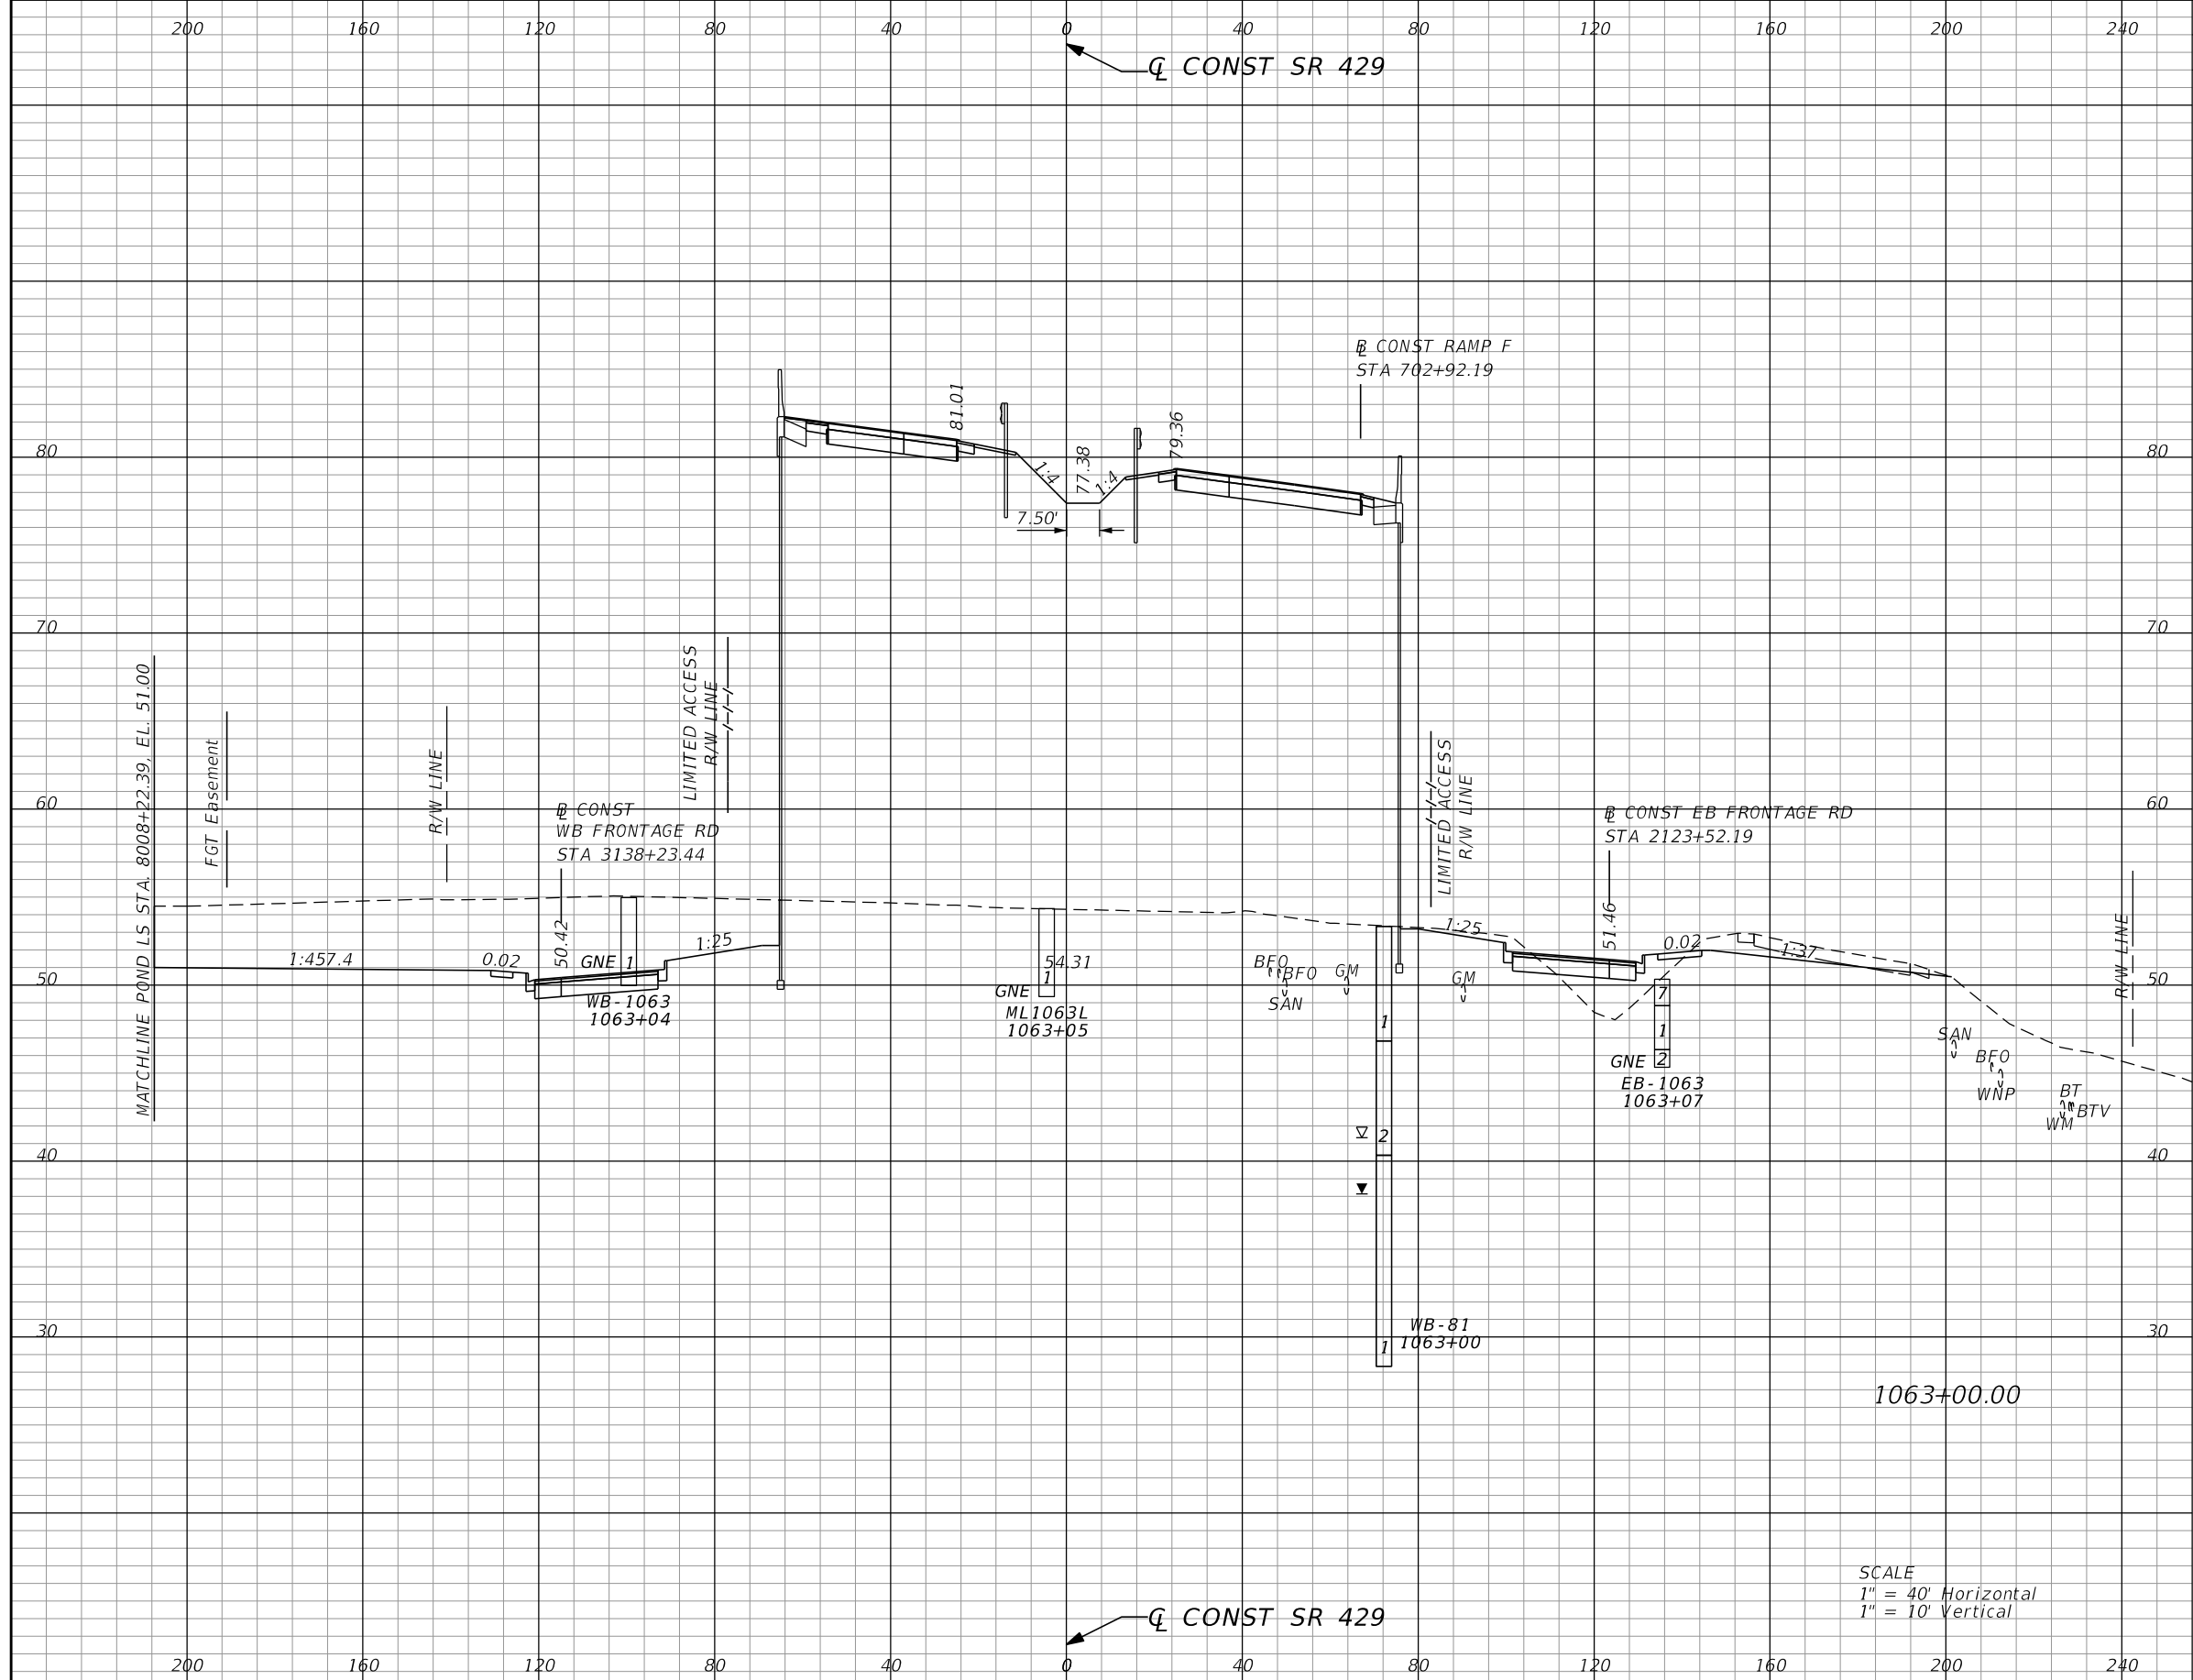 200 160 120 80 40 0 40 80 120 160 200 240
℄ CONST SR 429
B̲L CONST RAMP F
STA 702+92.19
81.01
79.36
77.38
1:4
1:4
7.50'
80 80
70 70
60 60
50 50
40 40
30 30
MATCHLINE POND LS STA. 8008+22.39, EL. 51.00
FGT Easement
R/W LINE
LIMITED ACCESS
R/W LINE
BL CONST
WB FRONTAGE RD
STA 3138+23.44
50.42
1:457.4
0.02
GNE 1
WB-1063
1063+04
1:25
54.31
1
GNE
ML1063L
1063+05
BFO
BFO
SAN
GM
GM
LIMITED ACCESS
R/W LINE
1:25
BL CONST EB FRONTAGE RD
STA 2123+52.19
51.46
0.02
1:37
7
1
GNE 2
EB-1063
1063+07
1
2
1
WB-81
1063+00
SAN
BFO
WNP
BT
BTV
WM
R/W LINE
1063+00.00
SCALE
1" = 40' Horizontal
1" = 10' Vertical
℄ CONST SR 429
200 160 120 80 40 0 40 80 120 160 200 240